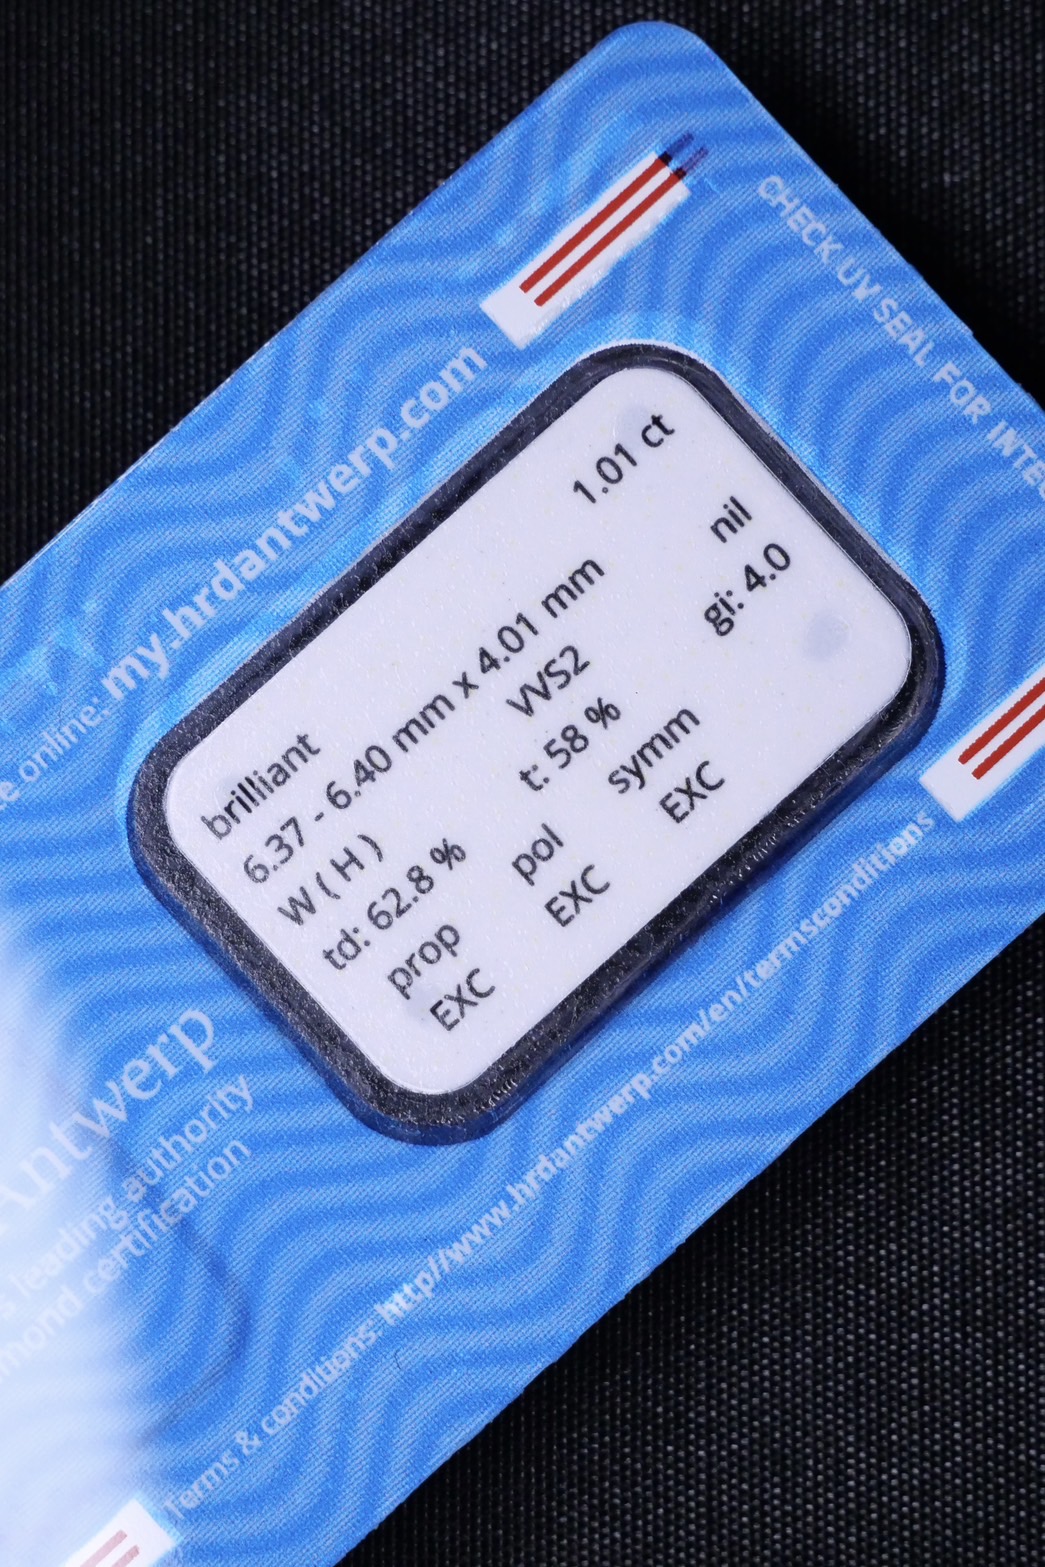 CHECK UV SEAL FOR
online: my.hrdantwerp.com
brilliant 1.01 ct
6.37 - 6.40 mm x 4.01 mm
W ( H ) VVS2 nil
td: 62.8 % t: 58 % gi: 4.0
prop pol symm
EXC EXC EXC
Antwerp
leading authority
certification
Terms & conditions: http//www.hrdantwerp.com/en/termsconditions